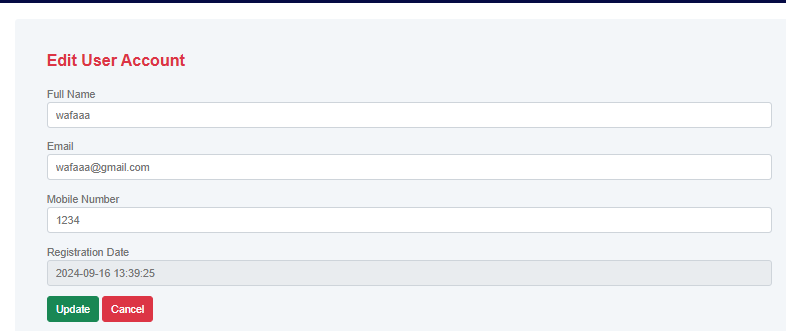 Edit User Account
Full Name
wafaaa
Email
wafaaa@gmail.com
Mobile Number
1234
Registration Date
2024-09-16 13:39:25
Update Cancel